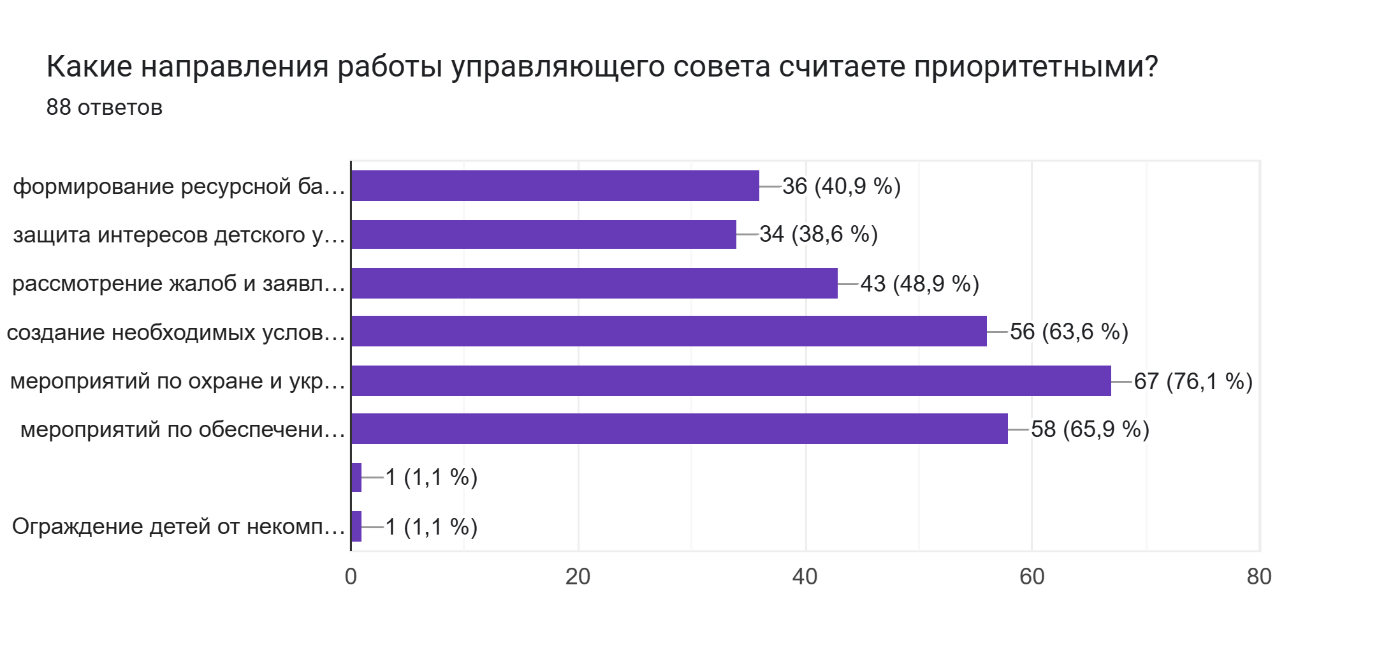 Какие направления работы управляющего совета считаете приоритетными?
88 ответов
формирование ресурсной ба…
36 (40,9 %)
защита интересов детского у…
34 (38,6 %)
рассмотрение жалоб и заявл…
43 (48,9 %)
создание необходимых услов…
56 (63,6 %)
мероприятий по охране и укр…
67 (76,1 %)
мероприятий по обеспечени…
58 (65,9 %)
1 (1,1 %)
Ограждение детей от некомп…
1 (1,1 %)
0 20 40 60 80